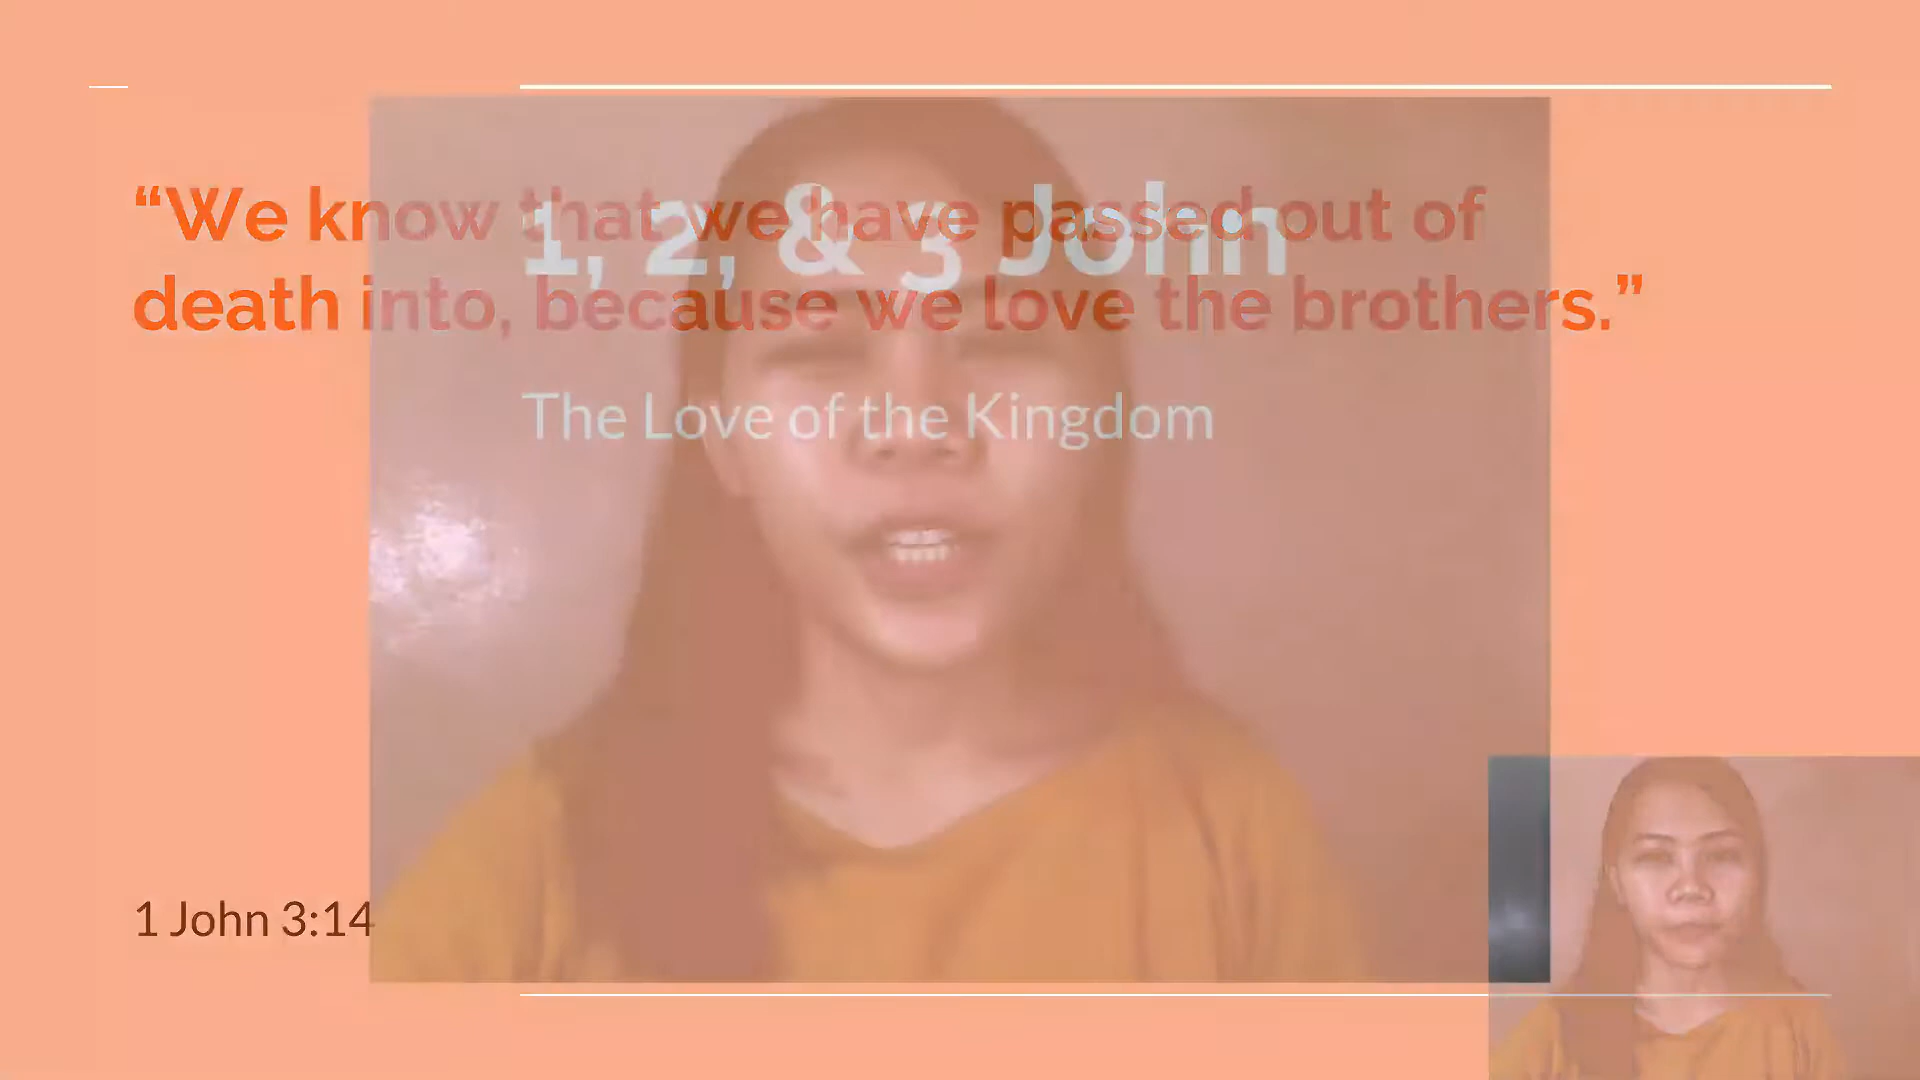 “We know that we have passed out of
death into, because we love the brothers.”
1, 2, & 3 John
The Love of the Kingdom
1 John 3:14